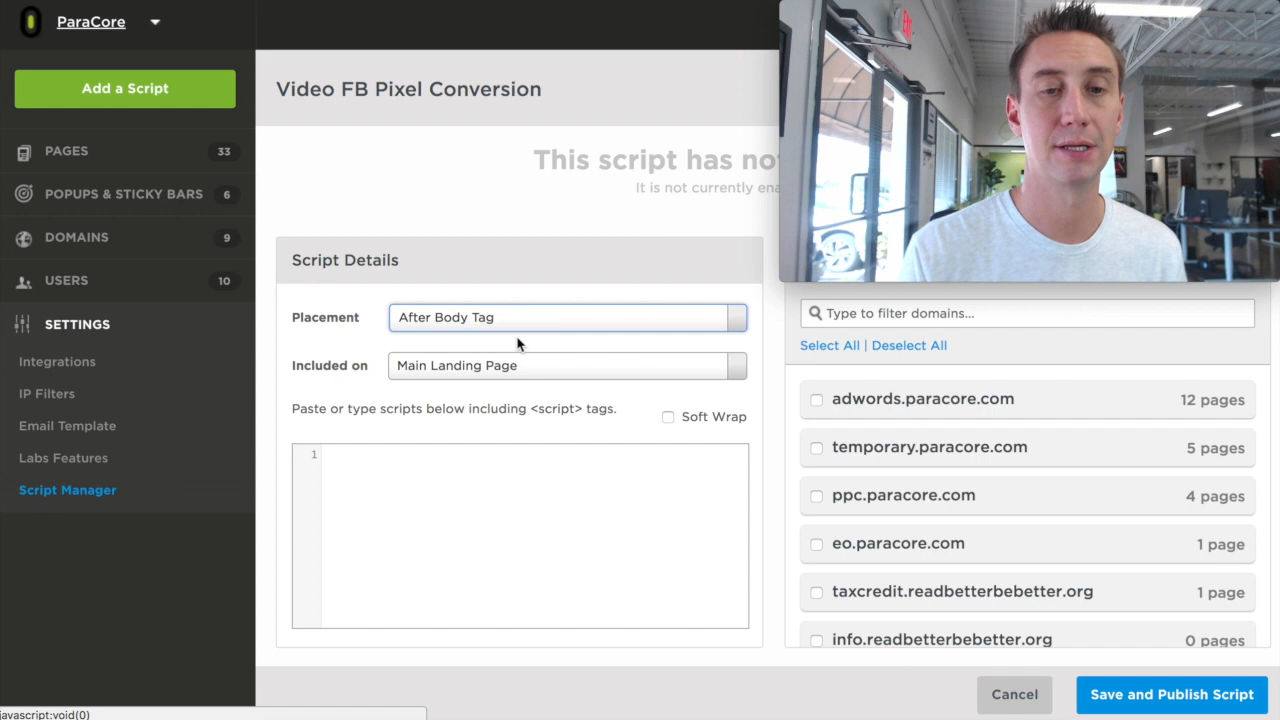 ParaCore
Add a Script
PAGES 33
POPUPS & STICKY BARS 6
DOMAINS 9
USERS 10
SETTINGS
Integrations
IP Filters
Email Template
Labs Features
Script Manager
javascript:void(0)
Video FB Pixel Conversion
This script has no
It is not currently ena
Script Details
Placement After Body Tag
Included on Main Landing Page
Paste or type scripts below including <script> tags.
Soft Wrap
1
Type to filter domains...
Select All | Deselect All
adwords.paracore.com 12 pages
temporary.paracore.com 5 pages
ppc.paracore.com 4 pages
eo.paracore.com 1 page
taxcredit.readbetterbebetter.org 1 page
info.readbetterbebetter.org 0 pages
Cancel Save and Publish Script